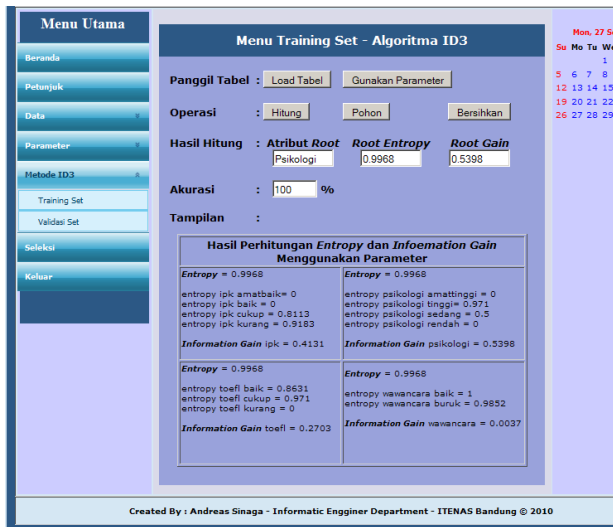 Menu Utama
Beranda
Petunjuk
Data
Parameter
Metode ID3
Training Set
Validasi Set
Seleksi
Keluar
Menu Training Set - Algoritma ID3
Panggil Tabel : Load Tabel Gunakan Parameter
Operasi : Hitung Pohon Bersihkan
Hasil Hitung : Atribut Root Root Entropy Root Gain
Psikologi 0.9968 0.5398
Akurasi : 100 %
Tampilan :
Hasil Perhitungan Entropy dan Infoemation Gain
Menggunakan Parameter
Entropy = 0.9968
entropy ipk amatbaik= 0
entropy ipk baik = 0
entropy ipk cukup = 0.8113
entropy ipk kurang = 0.9183
Information Gain ipk = 0.4131
Entropy = 0.9968
entropy psikologi amattinggi = 0
entropy psikologi tinggi= 0.971
entropy psikologi sedang = 0.5
entropy psikologi rendah = 0
Information Gain psikologi = 0.5398
Entropy = 0.9968
entropy toefl baik = 0.8631
entropy toefl cukup = 0.971
entropy toefl kurang = 0
Information Gain toefl = 0.2703
Entropy = 0.9968
entropy wawancara baik = 1
entropy wawancara buruk = 0.9852
Information Gain wawancara = 0.0037
Mon, 27
Su Mo Tu
1
5 6 7 8
12 13 14 15
19 20 21 22
26 27 28 29
Created By : Andreas Sinaga - Informatic Engginer Department - ITENAS Bandung © 2010